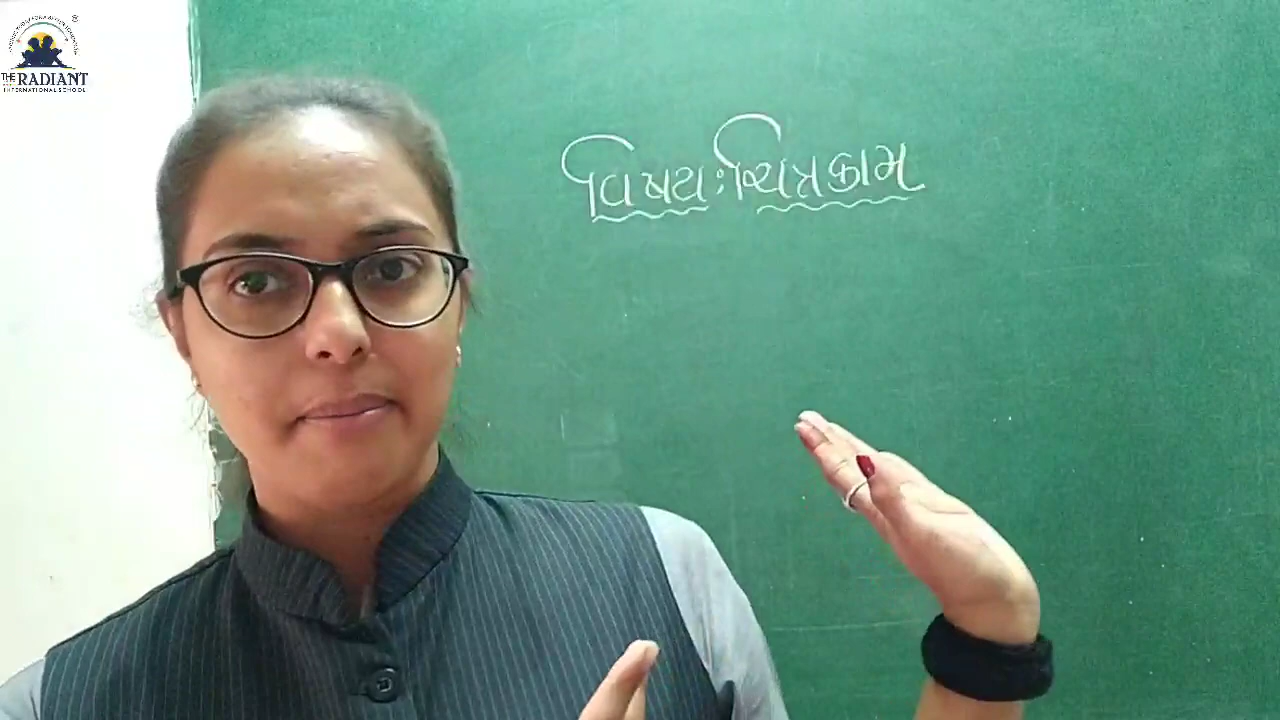 THE RADIANT
INTERNATIONAL SCHOOL
વિષય : ચિત્રકામ